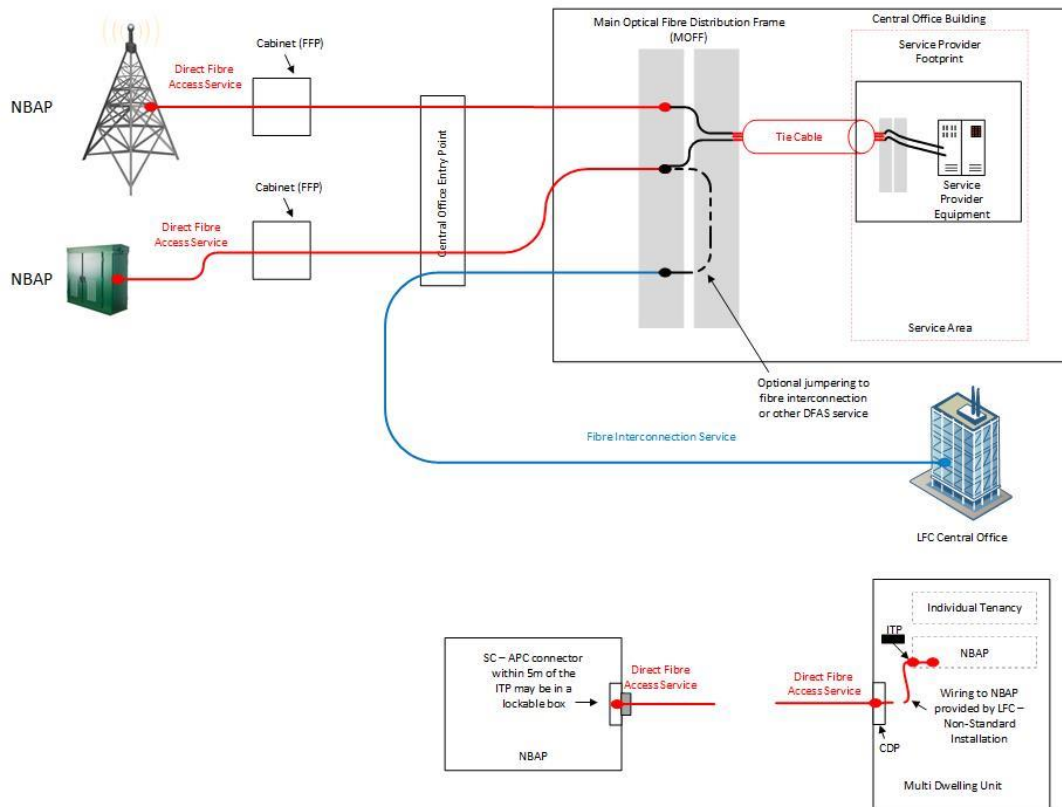 Main Optical Fibre Distribution Frame
(MOFF)
Central Office Building
Service Provider
Footprint
Cabinet (FFP)
Direct Fibre
Access Service
NBAP
Tie Cable
Service
Provider
Equipment
Cabinet (FFP)
Central Office Entry Point
Direct Fibre
Access Service
NBAP
Service Area
Optional jumpering to
fibre interconnection
or other DFAS service
Fibre Interconnection Service
LFC Central Office
Individual Tenancy
ITP
NBAP
SC – APC connector
within 5m of the
ITP may be in a
lockable box
Direct Fibre
Access Service
Direct Fibre
Access Service
Wiring to NBAP
provided by LFC –
Non-Standard
Installation
NBAP
CDP
Multi Dwelling Unit